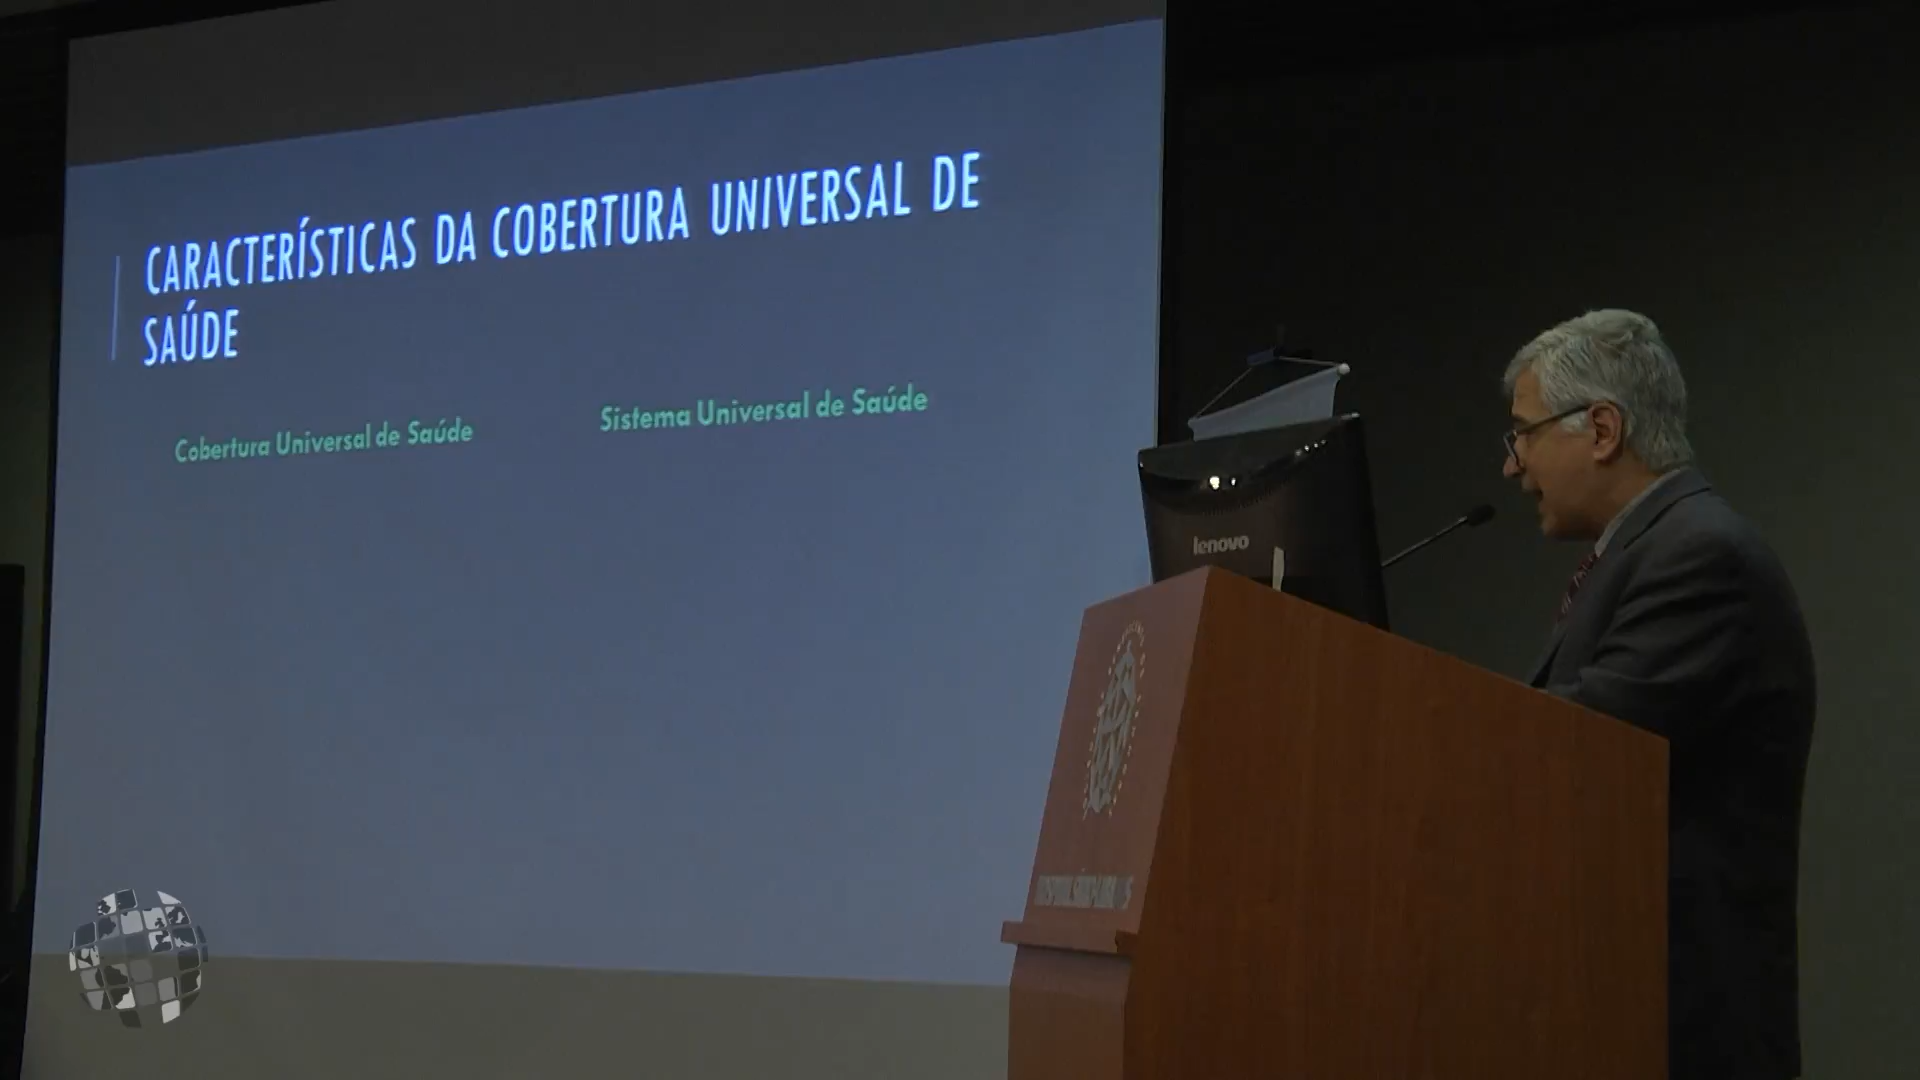 CARACTERÍSTICAS DA COBERTURA UNIVERSAL DE
SAÚDE
Cobertura Universal de Saúde
Sistema Universal de Saúde
lenovo